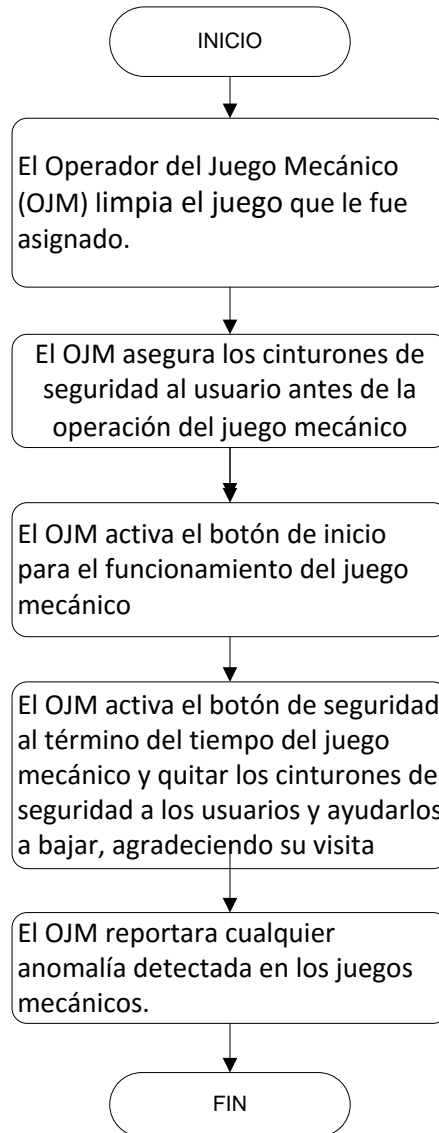 INICIO
El Operador del Juego Mecánico
(OJM) limpia el juego que le fue
asignado.
El OJM asegura los cinturones de
seguridad al usuario antes de la
operación del juego mecánico
El OJM activa el botón de inicio
para el funcionamiento del juego
mecánico
El OJM activa el botón de seguridad
al término del tiempo del juego
mecánico y quitar los cinturones de
seguridad a los usuarios y ayudarlos
a bajar, agradeciendo su visita
El OJM reportara cualquier
anomalía detectada en los juegos
mecánicos.
FIN